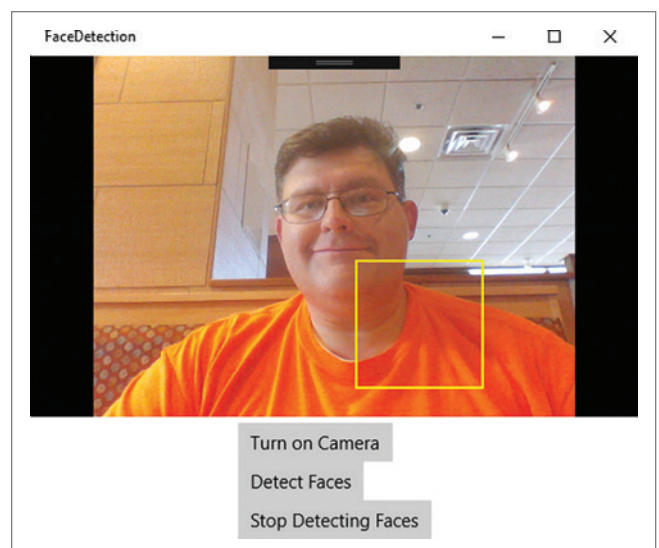 FaceDetection
Turn on Camera
Detect Faces
Stop Detecting Faces